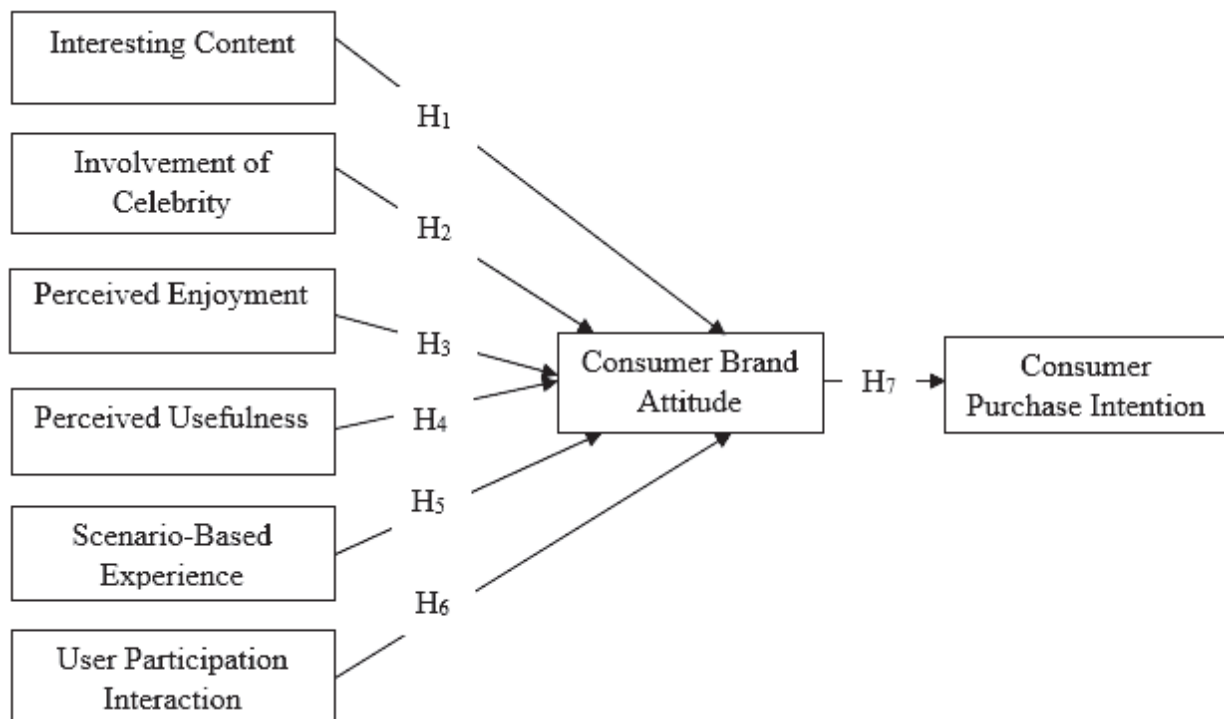 Interesting Content
H1
Involvement of
Celebrity
H2
Perceived Enjoyment
H3
Consumer Brand
Attitude
H7
Consumer
Purchase Intention
Perceived Usefulness
H4
Scenario-Based
Experience
H5
User Participation
Interaction
H6